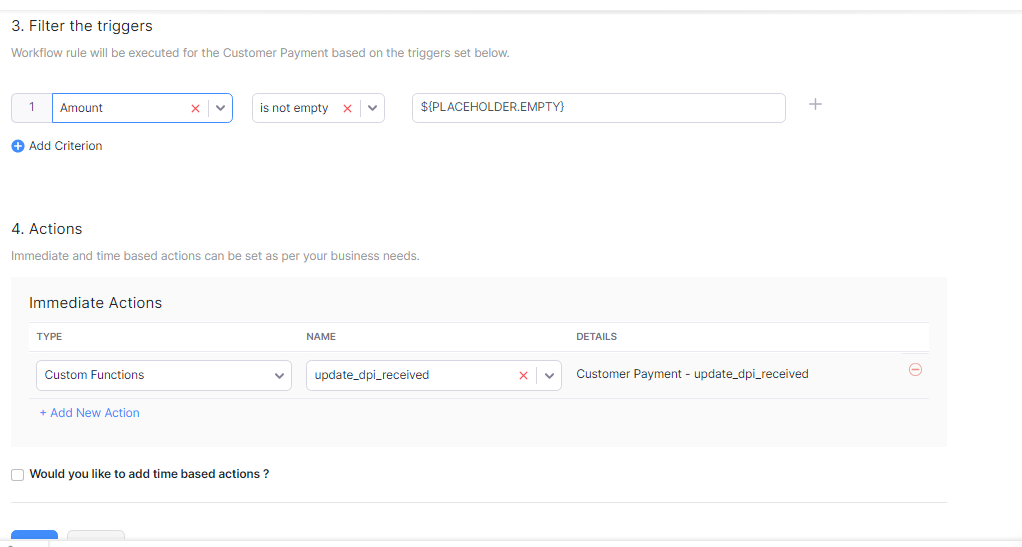 3. Filter the triggers
Workflow rule will be executed for the Customer Payment based on the triggers set below.
1 Amount is not empty ${PLACEHOLDER.EMPTY}
Add Criterion
4. Actions
Immediate and time based actions can be set as per your business needs.
Immediate Actions
TYPE NAME DETAILS
Custom Functions update_dpi_received Customer Payment - update_dpi_received
+ Add New Action
Would you like to add time based actions ?